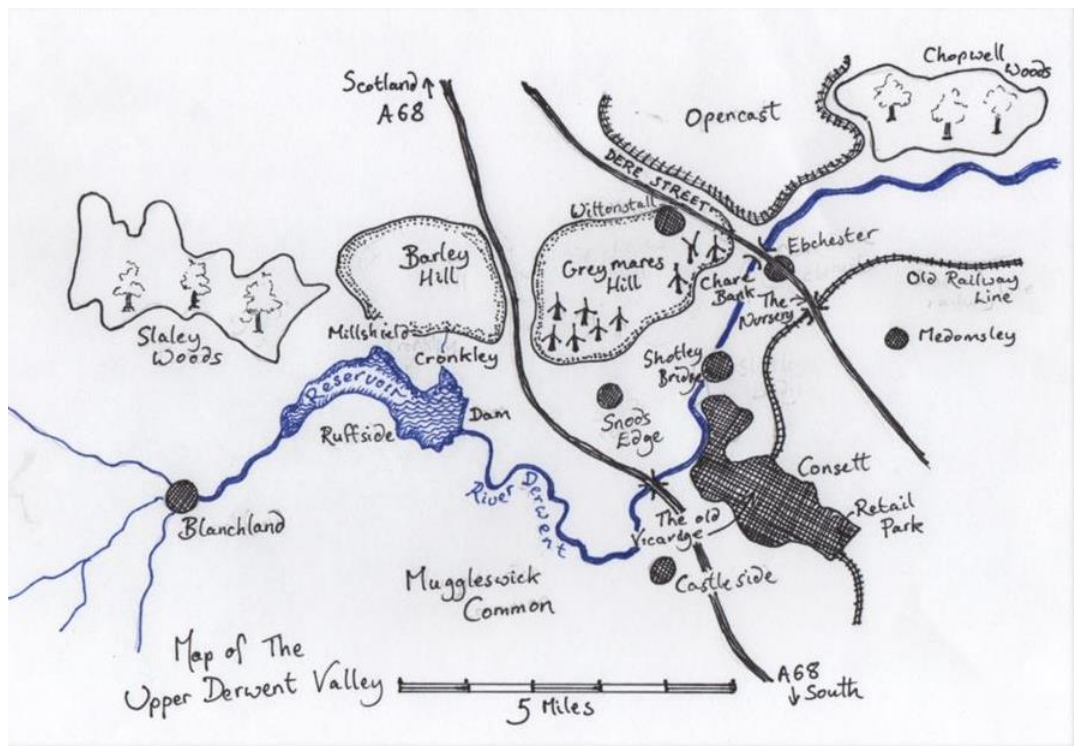 Chopwell
Woods
Scotland
A68
Opencast
DERE STREET
Wittonstall
Ebchester
Barley
Hill
Greymares
Hill
Chare
Bank
The
Nursery
Old Railway
Line
Slaley
Woods
Millshield
Cronkley
Medomsley
Shotley
Bridge
Reservoir
Dam
Snods
Edge
Ruffside
Consett
River Derwent
Retail
Park
Blanchland
The old
Vicardge
Castleside
Muggleswick
Common
Map of The
Upper Derwent Valley
5 Miles
A68
South